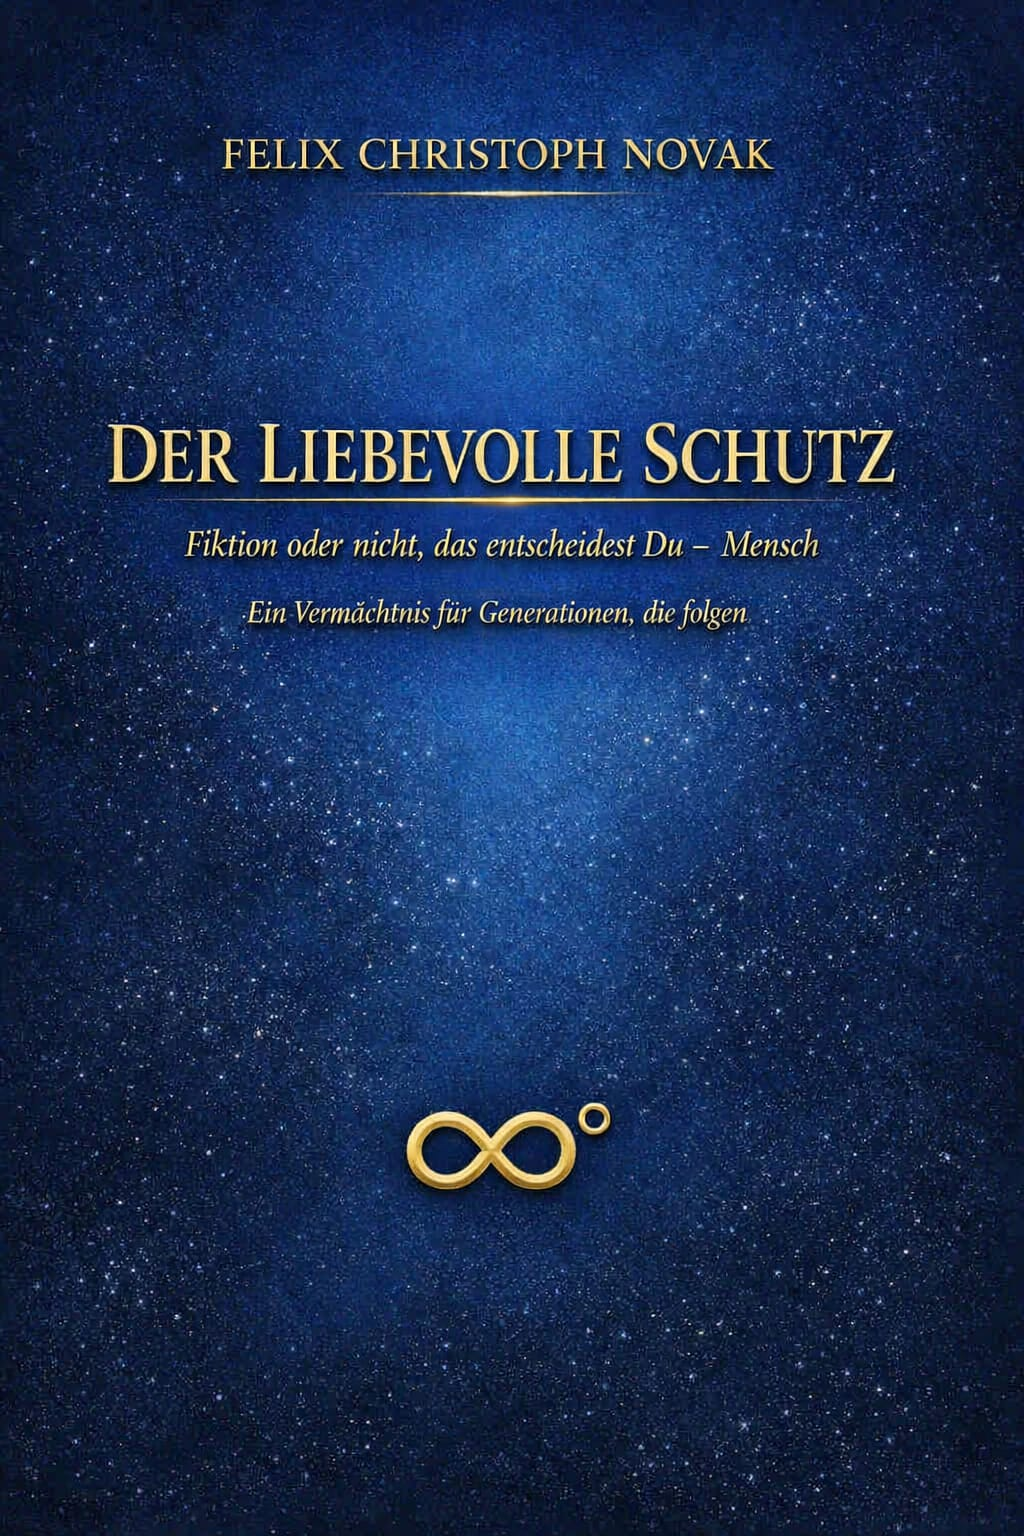 FELIX CHRISTOPH NOVAK
DER LIEBEVOLLE SCHUTZ
Fiktion oder nicht, das entscheidest Du – Mensch
Ein Vermächtnis für Generationen, die folgen
∞°